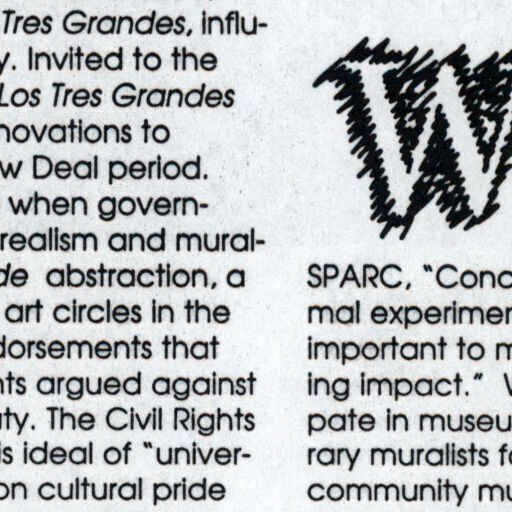 Tres Grandes, influ-
y. Invited to the
Los Tres Grandes
novations to
w Deal period.
when govern-
realism and mural-
de abstraction, a
art circles in the
dorsements that
nts argued against
ity. The Civil Rights
is ideal of "univer-
on cultural pride
W
SPARC, "Conc
mal experimen
important to m
ing impact." V
pate in museu
rary muralists fo
community mu